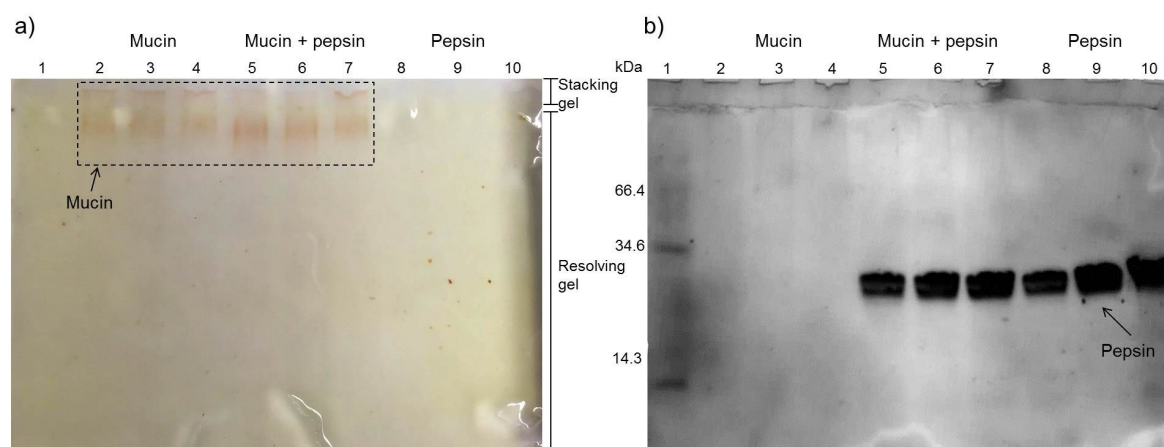 a)
Mucin Mucin + pepsin Pepsin
1 2 3 4 5 6 7 8 9 10
Stacking
gel
Mucin
Resolving
gel
b)
Mucin Mucin + pepsin Pepsin
kDa 1 2 3 4 5 6 7 8 9 10
66.4
34.6
14.3
Pepsin